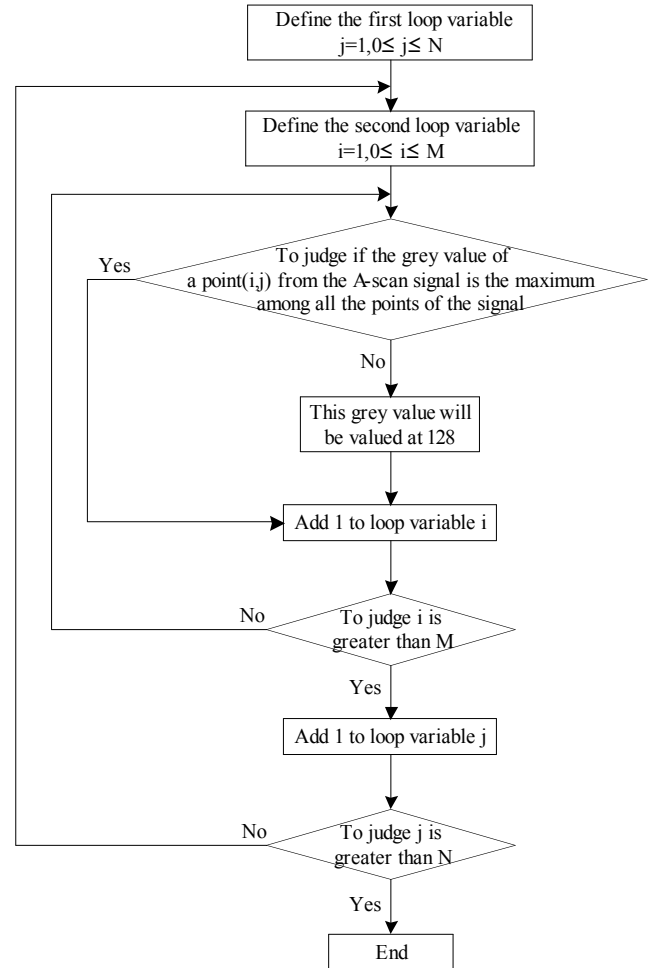 Define the first loop variable
j=1,0≤ j≤ N
Define the second loop variable
i=1,0≤ i≤ M
To judge if the grey value of
a point(i,j) from the A-scan signal is the maximum
among all the points of the signal
Yes
No
This grey value will
be valued at 128
Add 1 to loop variable i
No
To judge i is
greater than M
Yes
Add 1 to loop variable j
No
To judge j is
greater than N
Yes
End